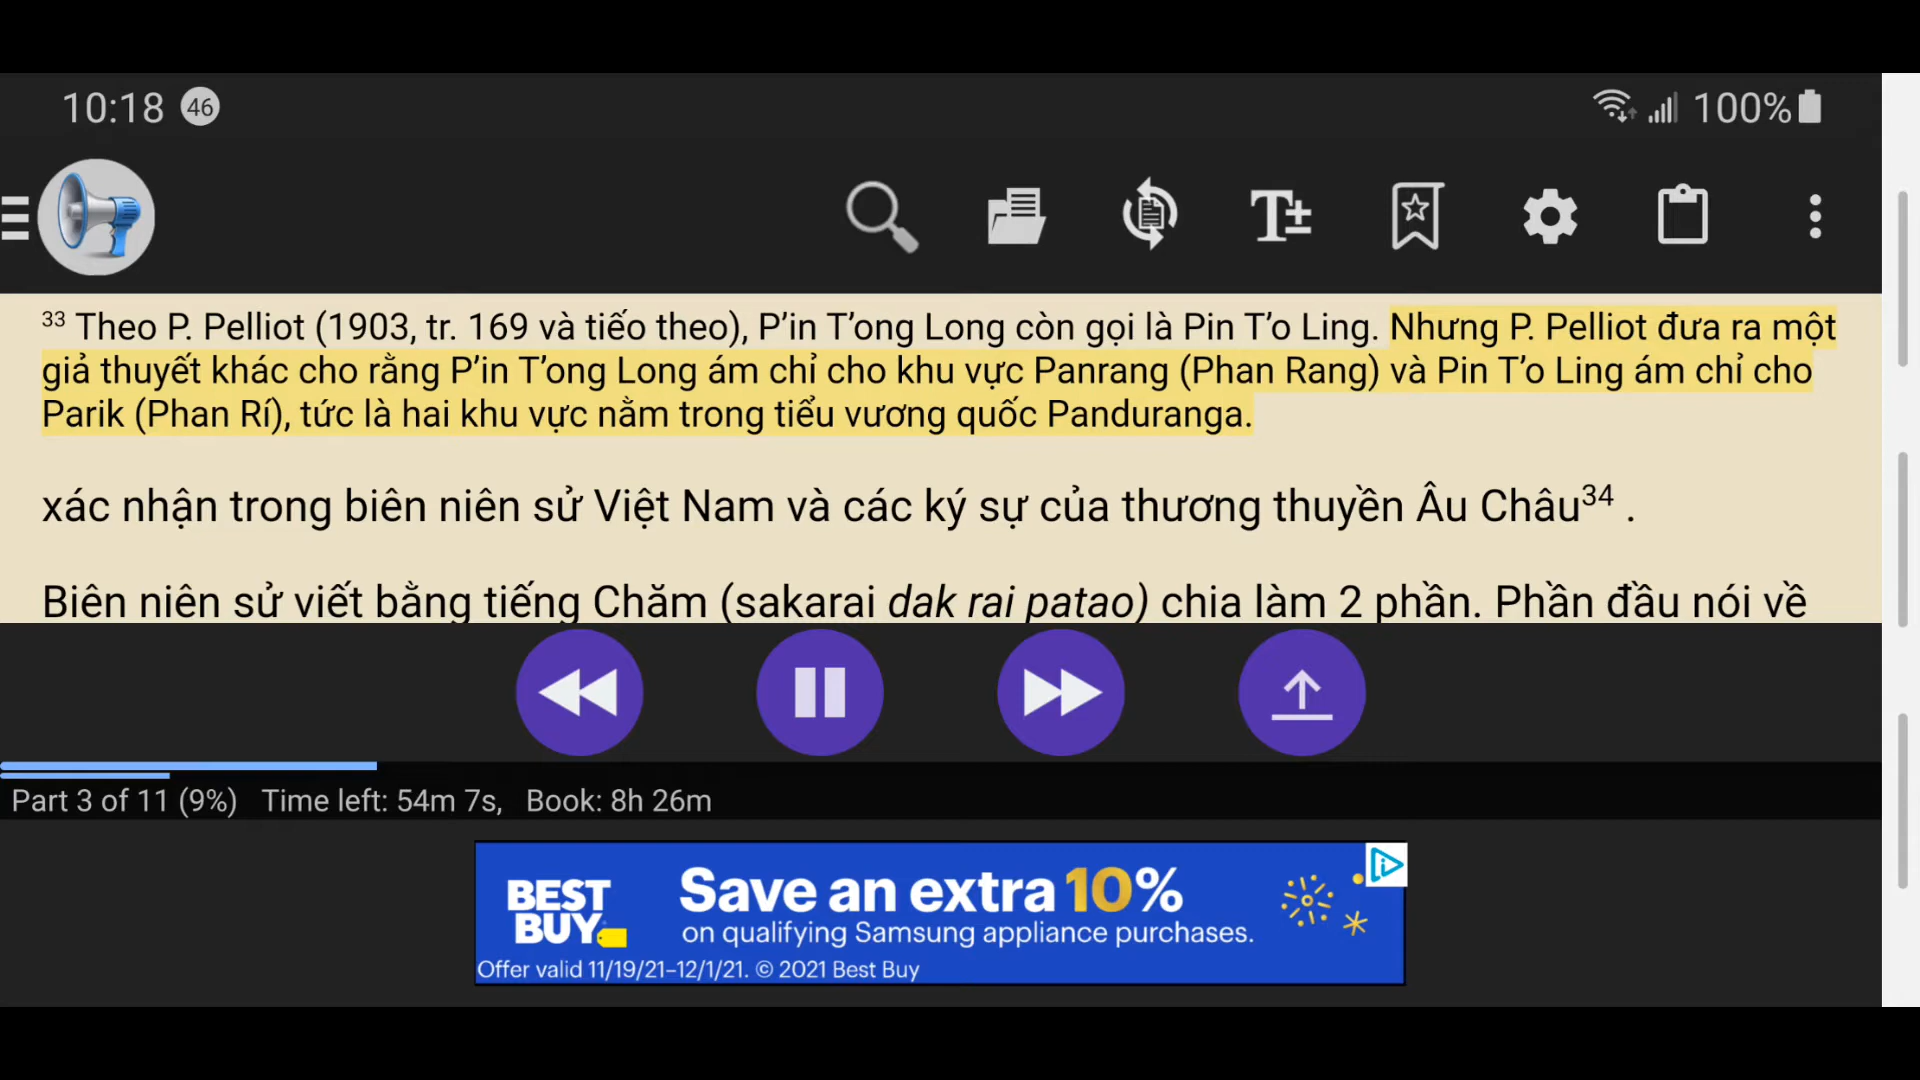 10:18 46 100%
T±
33 Theo P. Pelliot (1903, tr. 169 và tiếo theo), P’in T’ong Long còn gọi là Pin T’o Ling. Nhưng P. Pelliot đưa ra một
giả thuyết khác cho rằng P’in T’ong Long ám chỉ cho khu vực Panrang (Phan Rang) và Pin T’o Ling ám chỉ cho
Parik (Phan Rí), tức là hai khu vực nằm trong tiểu vương quốc Panduranga.
xác nhận trong biên niên sử Việt Nam và các ký sự của thương thuyền Âu Châu34 .
Biên niên sử viết bằng tiếng Chăm (sakarai dak rai patao) chia làm 2 phần. Phần đầu nói về
Part 3 of 11 (9%) Time left: 54m 7s, Book: 8h 26m
BEST
BUY
Save an extra 10%
on qualifying Samsung appliance purchases.
Offer valid 11/19/21–12/1/21. © 2021 Best Buy